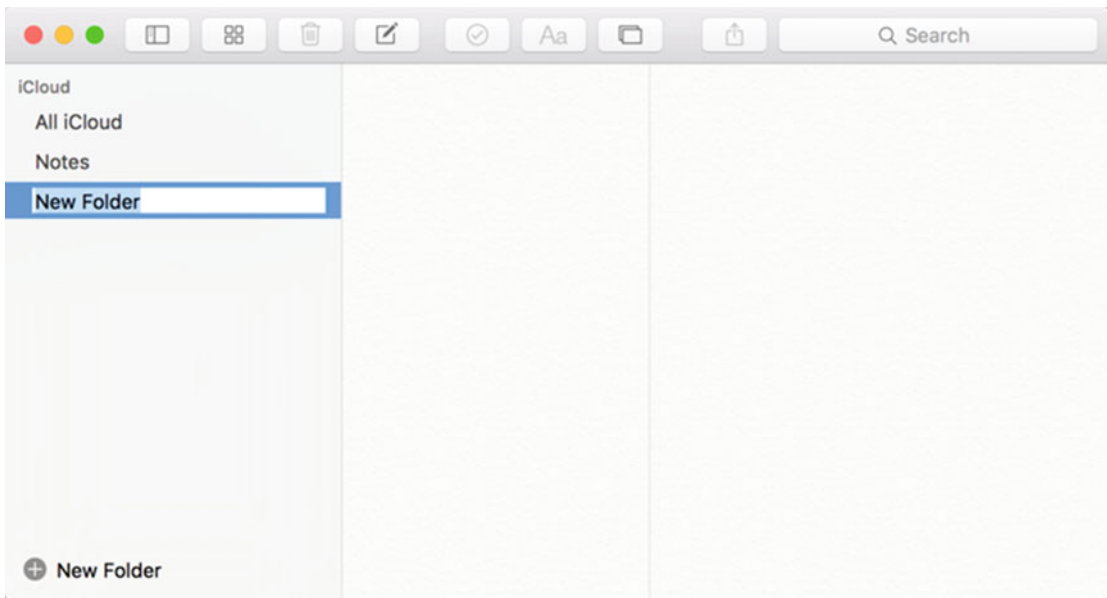 Aa
Search
iCloud
All iCloud
Notes
New Folder
New Folder